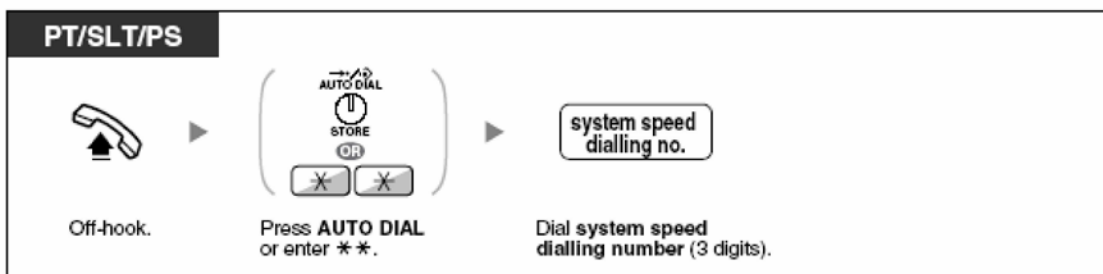 PT/SLT/PS
AUTO DIAL
STORE
OR
system speed
dialling no.
Off-hook.
Press AUTO DIAL
or enter ✳✳.
Dial system speed
dialling number (3 digits).